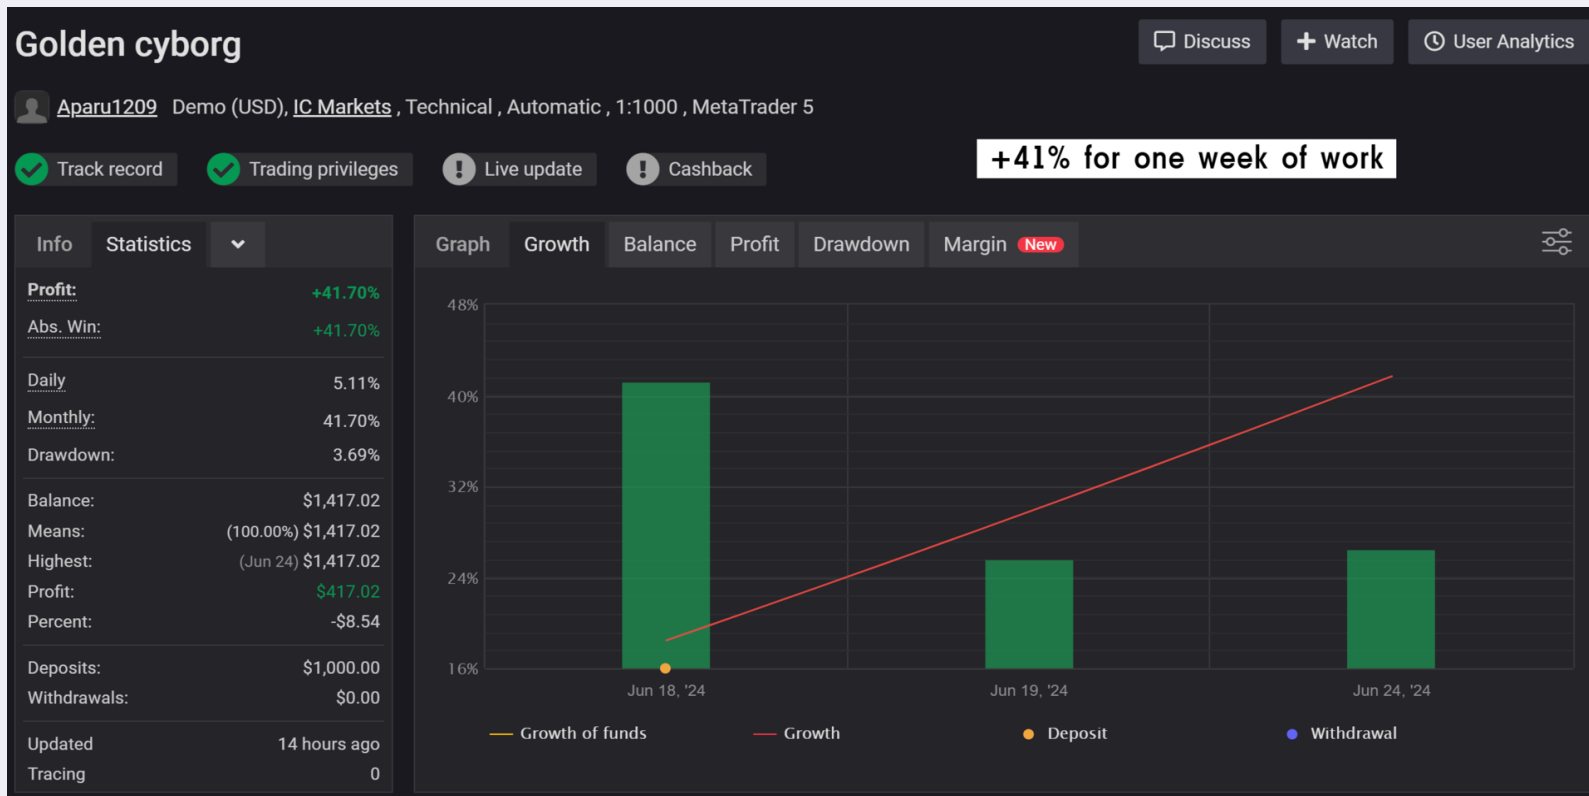 Golden cyborg
Discuss
Watch
User Analytics
Aparu1209 Demo (USD), IC Markets , Technical , Automatic , 1:1000 , MetaTrader 5
Track record
Trading privileges
Live update
Cashback
+41% for one week of work
Info
Statistics
Profit: +41.70%
Abs. Win: +41.70%
Daily 5.11%
Monthly: 41.70%
Drawdown: 3.69%
Balance: $1,417.02
Means: (100.00%) $1,417.02
Highest: (Jun 24) $1,417.02
Profit: $417.02
Percent: -$8.54
Deposits: $1,000.00
Withdrawals: $0.00
Updated 14 hours ago
Tracing 0
Graph
Growth
Balance
Profit
Drawdown
Margin New
48%
40%
32%
24%
16%
Jun 18, '24
Jun 19, '24
Jun 24, '24
Growth of funds
Growth
Deposit
Withdrawal